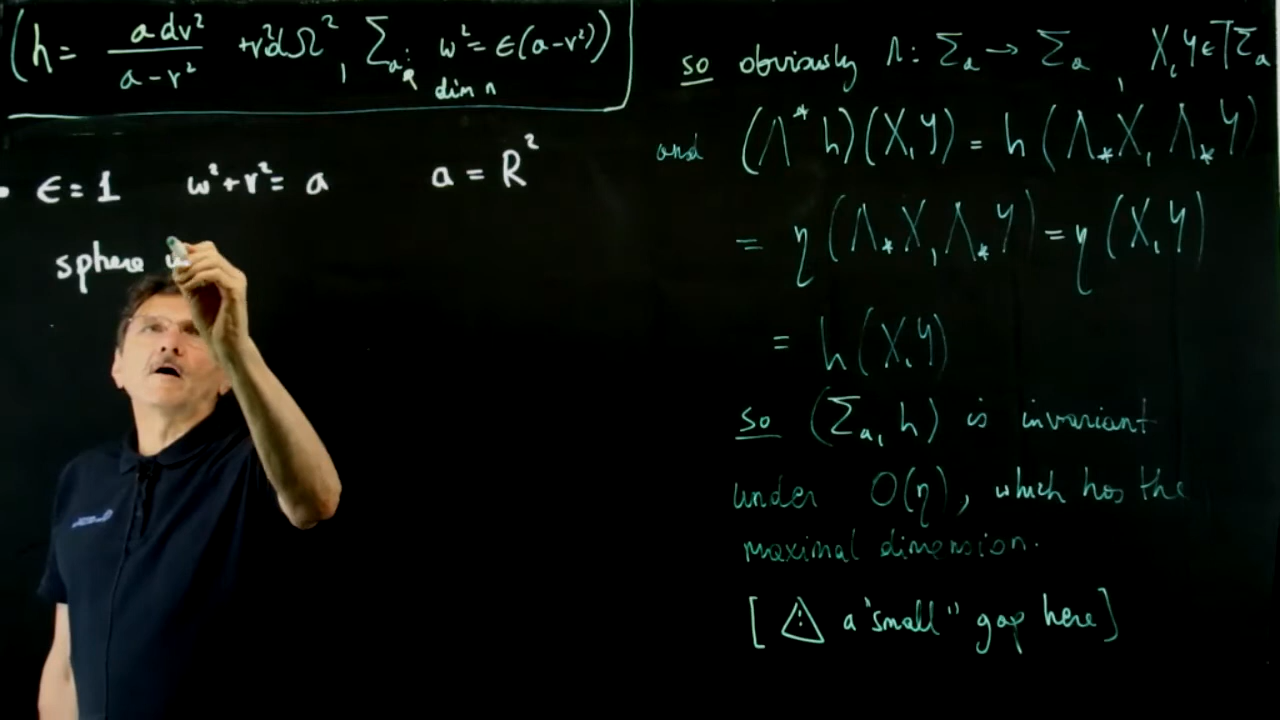 (h = a dr² / a - r² + r²dΩ², Σₐ: w² = ϵ(a-r²))
dim n
• ϵ = 1 w² + r² = a a = R²
sphere
so obviously Λ: Σₐ → Σₐ, X, Y ∈ TΣₐ
and (Λ* h)(X, Y) = h(Λ⁎X, Λ⁎Y)
= η(Λ⁎X, Λ⁎Y) = η(X, Y)
= h(X, Y)
so (Σₐ, h) is invariant
under O(η), which has the
maximal dimension.
[ ⚠ a "small" gap here]